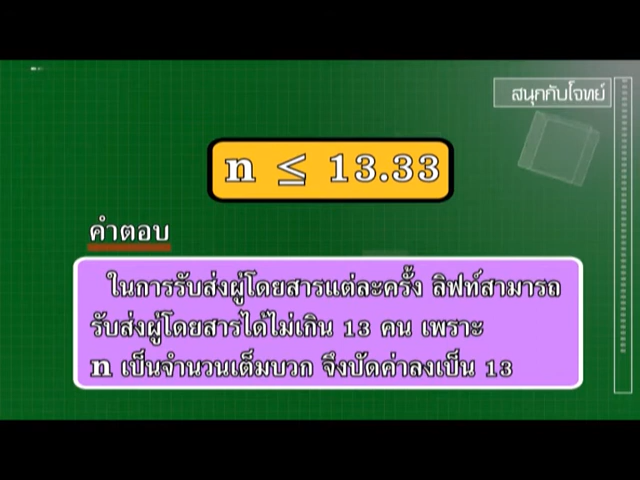 สนุกกับโจทย์
n ≤ 13.33
คำตอบ
ในการรับส่งผู้โดยสารแต่ละครั้ง ลิฟท์สามารถ
รับส่งผู้โดยสารได้ไม่เกิน 13 คน เพราะ
n เป็นจำนวนเต็มบวก จึงปัดค่าลงเป็น 13